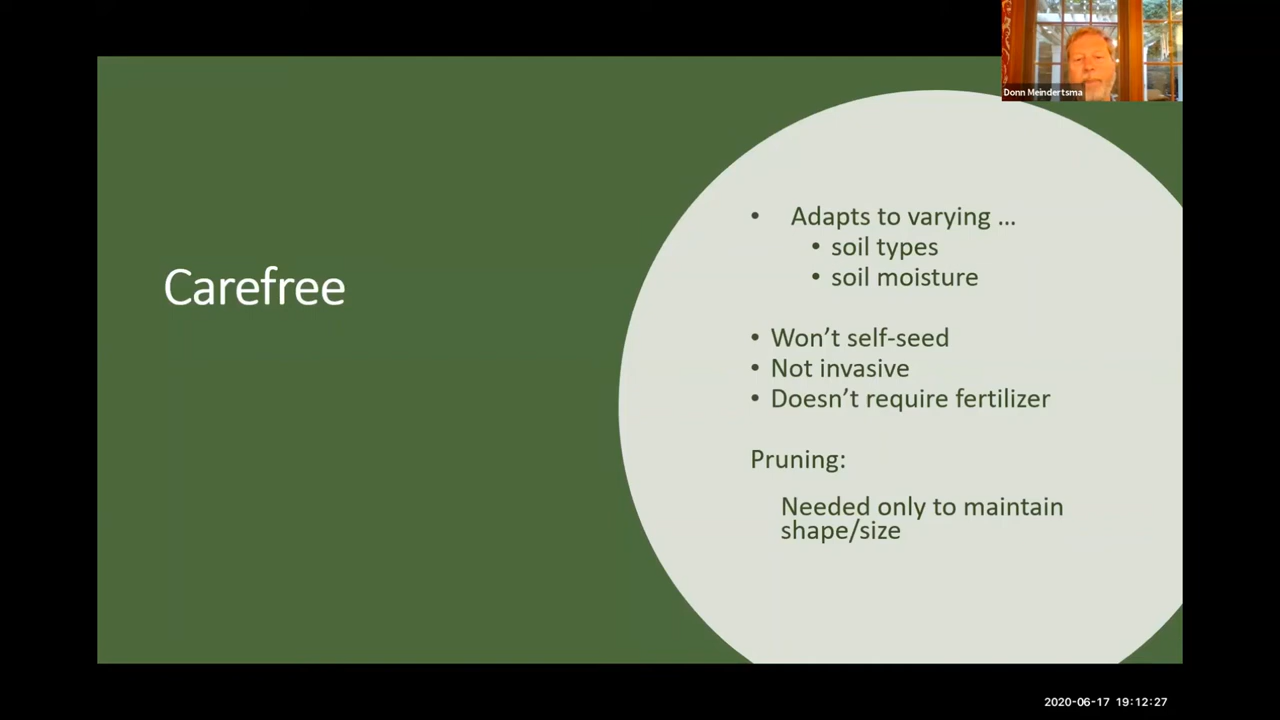 Donn Meindertsma
Carefree
• Adapts to varying …
• soil types
• soil moisture
• Won’t self-seed
• Not invasive
• Doesn’t require fertilizer
Pruning:
Needed only to maintain
shape/size
2020-06-17 19:12:27